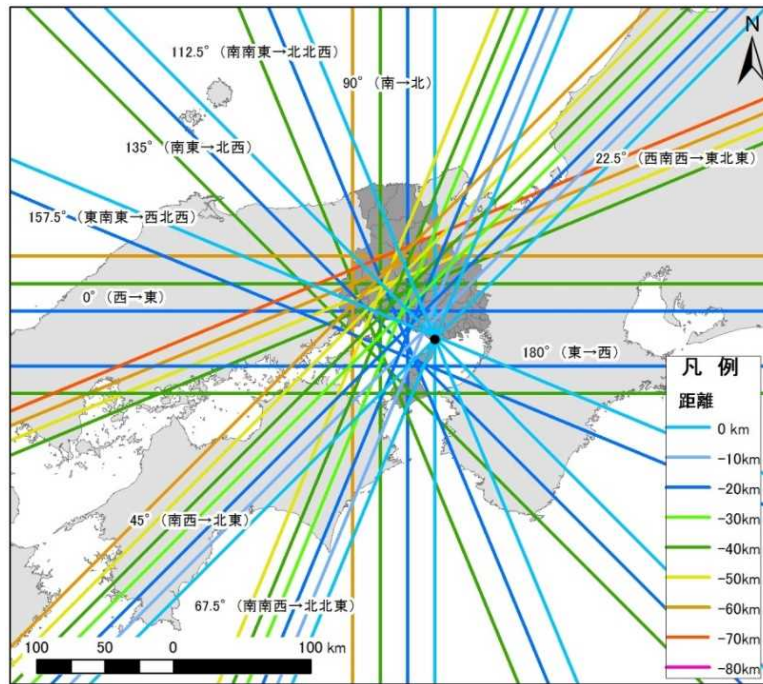 112.5°（南南東→北北西）
N
90°（南→北）
135°（南東→北西）
22.5°（西南西→東北東）
157.5°（東南東→西北西）
0°（西→東）
180°（東→西）
凡 例
距離
0 km
-10km
-20km
-30km
-40km
-50km
-60km
-70km
-80km
45°（南西→北東）
67.5°（南南西→北北東）
100 50 0 100 km